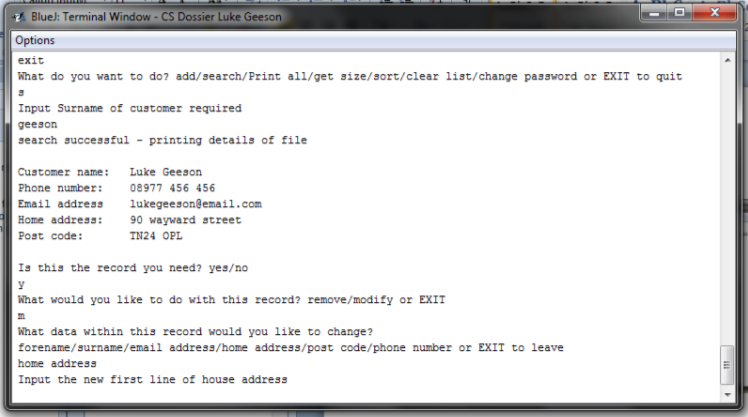 BlueJ: Terminal Window - CS Dossier Luke Geeson
Options
exit
What do you want to do? add/search/Print all/get size/sort/clear list/change password or EXIT to quit
s
Input Surname of customer required
geeson
search successful - printing details of file
Customer name: Luke Geeson
Phone number: 08977 456 456
Email address lukegeeson@email.com
Home address: 90 wayward street
Post code: TN24 OPL
Is this the record you need? yes/no
y
What would you like to do with this record? remove/modify or EXIT
m
What data within this record would you like to change?
forename/surname/email address/home address/post code/phone number or EXIT to leave
home address
Input the new first line of house address